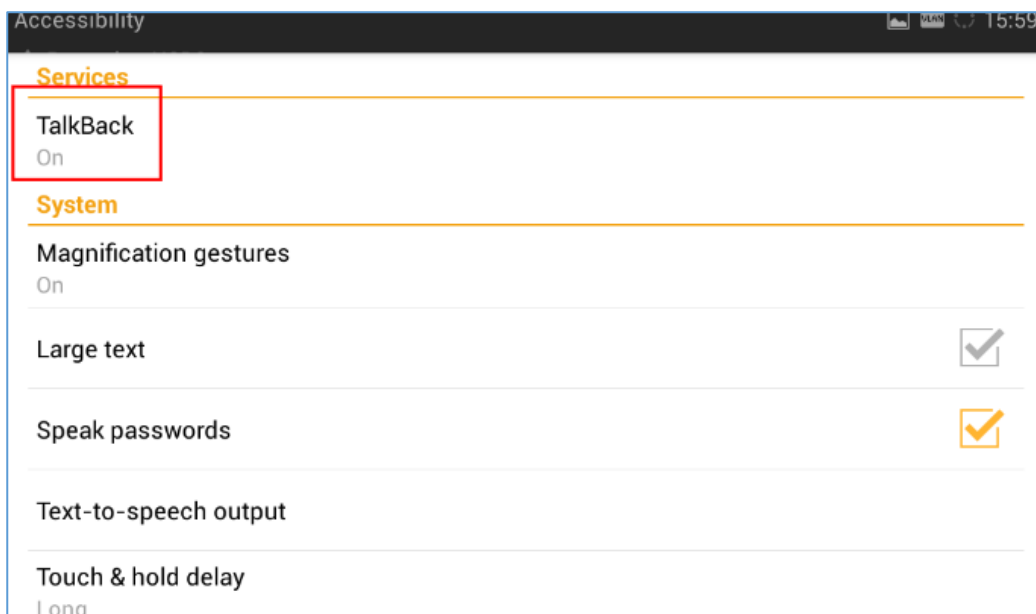 Accessibility
VLAN 15:59
Services
TalkBack
On
System
Magnification gestures
On
Large text
Speak passwords
Text-to-speech output
Touch & hold delay
Long